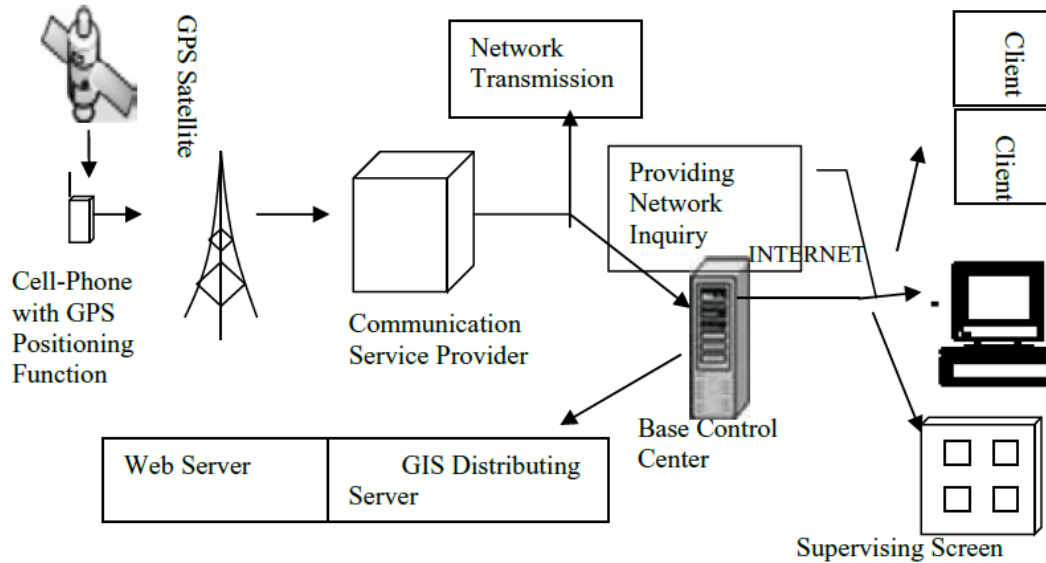 GPS Satellite
Network
Transmission
Client
Client
Providing
Network
Inquiry
INTERNET
Cell-Phone
with GPS
Positioning
Function
Communication
Service Provider
Base Control
Center
Web Server
GIS Distributing
Server
Supervising Screen